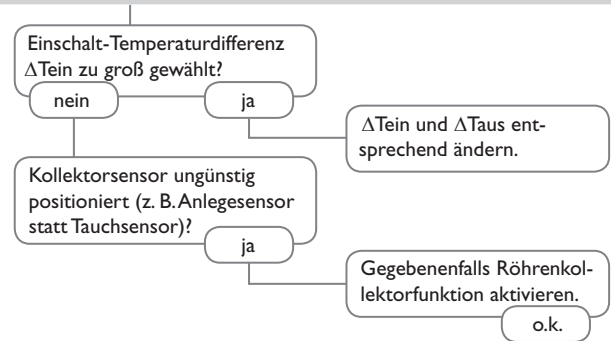 Einschalt-Temperaturdifferenz
ΔTein zu groß gewählt?
nein
ja
ΔTein und ΔTaus ent-
sprechend ändern.
Kollektorsensor ungünstig
positioniert (z. B. Anlegesensor
statt Tauchsensor)?
ja
Gegebenenfalls Röhrenkol-
lektorfunktion aktivieren.
o.k.